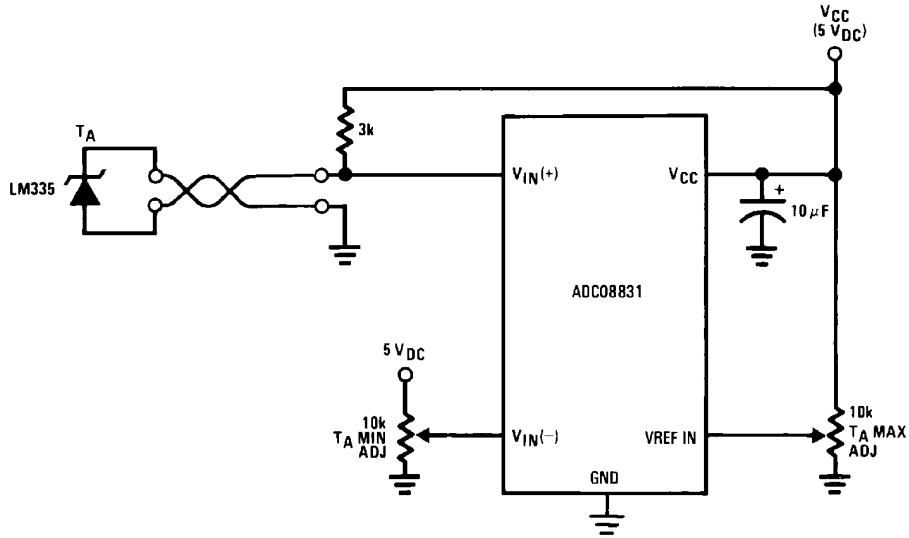 VCC
(5 VDC)
TA
LM335
3k
VIN(+)
VCC
+
10 µF
ADC08831
5 VDC
10k
TA MIN
ADJ
VIN(−)
VREF IN
10k
TA MAX
ADJ
GND